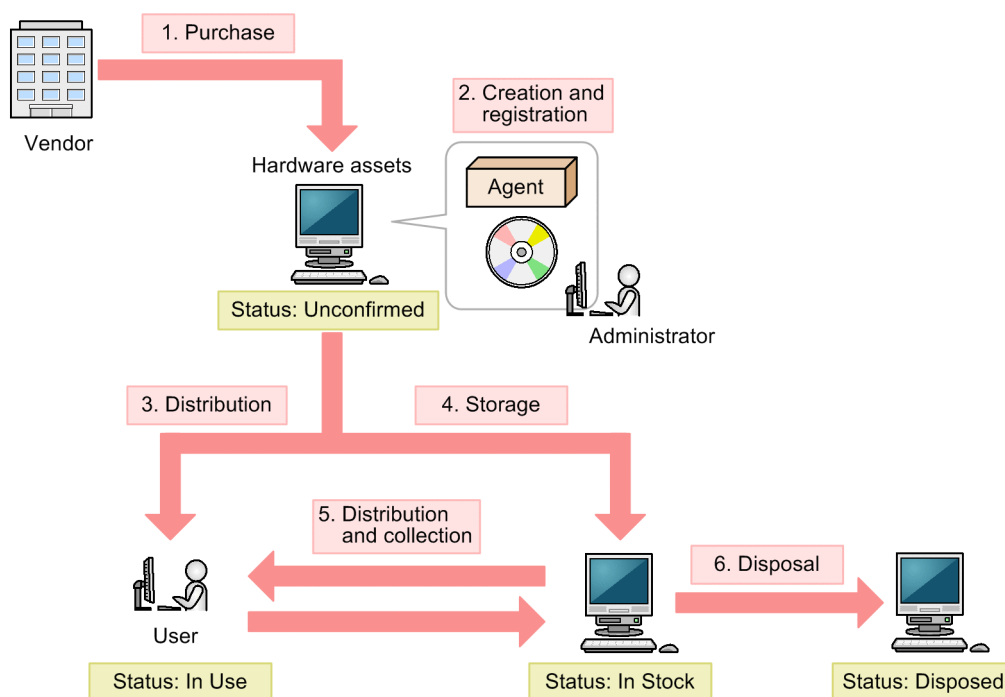 1. Purchase
Vendor
2. Creation and
registration
Hardware assets
Agent
Status: Unconfirmed
Administrator
3. Distribution
4. Storage
5. Distribution
and collection
6. Disposal
User
Status: In Use
Status: In Stock
Status: Disposed